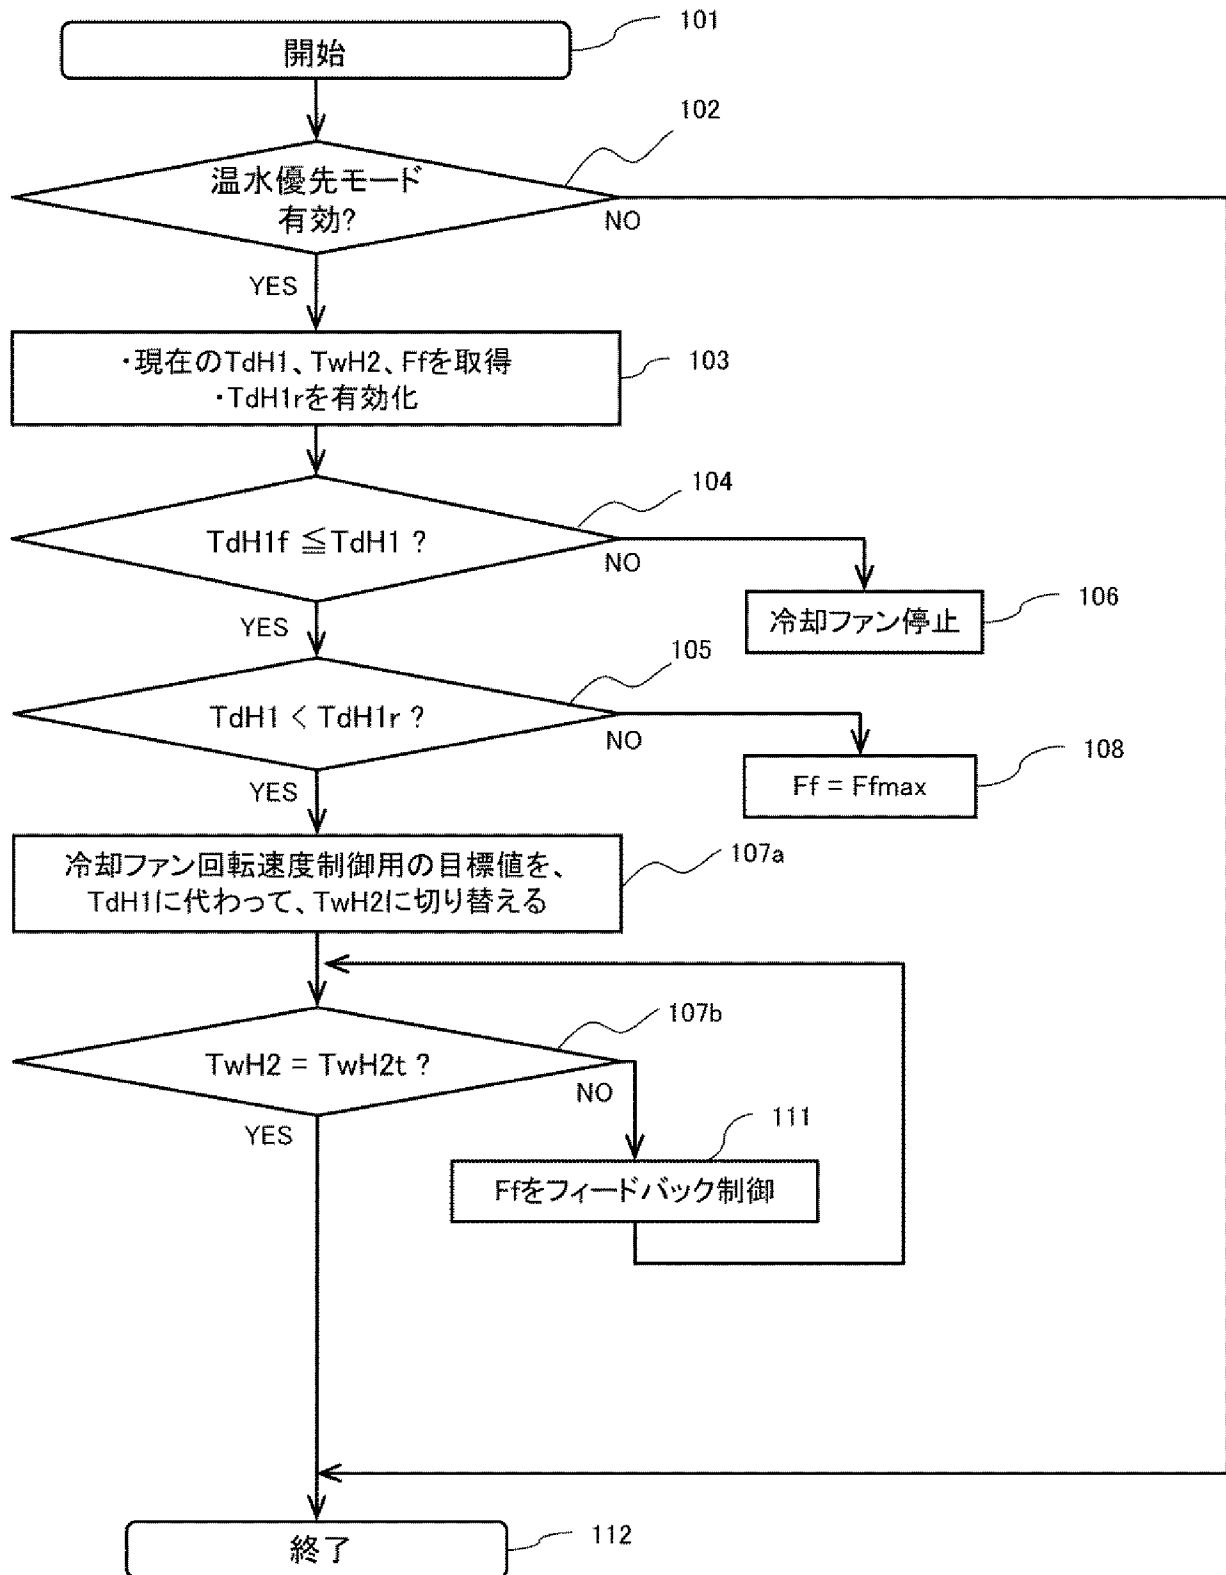 開始
101
温水優先モード
有効?
102
NO
YES
・現在のTdH1、TwH2、Ffを取得
・TdH1rを有効化
103
TdH1f ≦TdH1 ?
104
NO
YES
冷却ファン停止
106
TdH1 < TdH1r ?
105
NO
YES
Ff = Ffmax
108
冷却ファン回転速度制御用の目標値を、
TdH1に代わって、TwH2に切り替える
107a
TwH2 = TwH2t ?
107b
NO
YES
Ffをフィードバック制御
111
終了
112